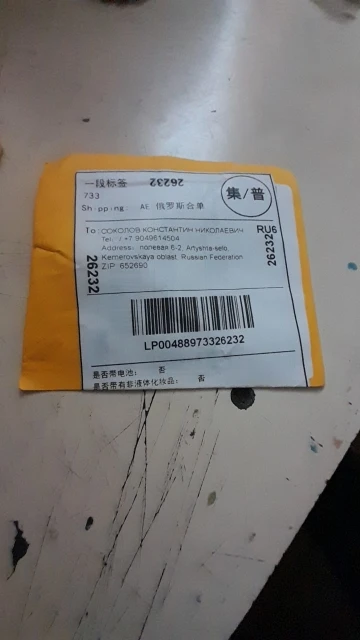 一段标签 26232
733
Shipping: AE 俄罗斯合单
集/普
To: СОКОЛОВ КОНСТАНТИН НИКОЛАЕВИЧ
RU6
Tel: / +7 9049614504
Address: полевая 6-2, Artyshta-selo,
Kemerovskaya oblast, Russian Federation
ZIP: 652690
26232
26232
LP00488973326232
是否带电池: 否
是否带有非液体化妆品: 否